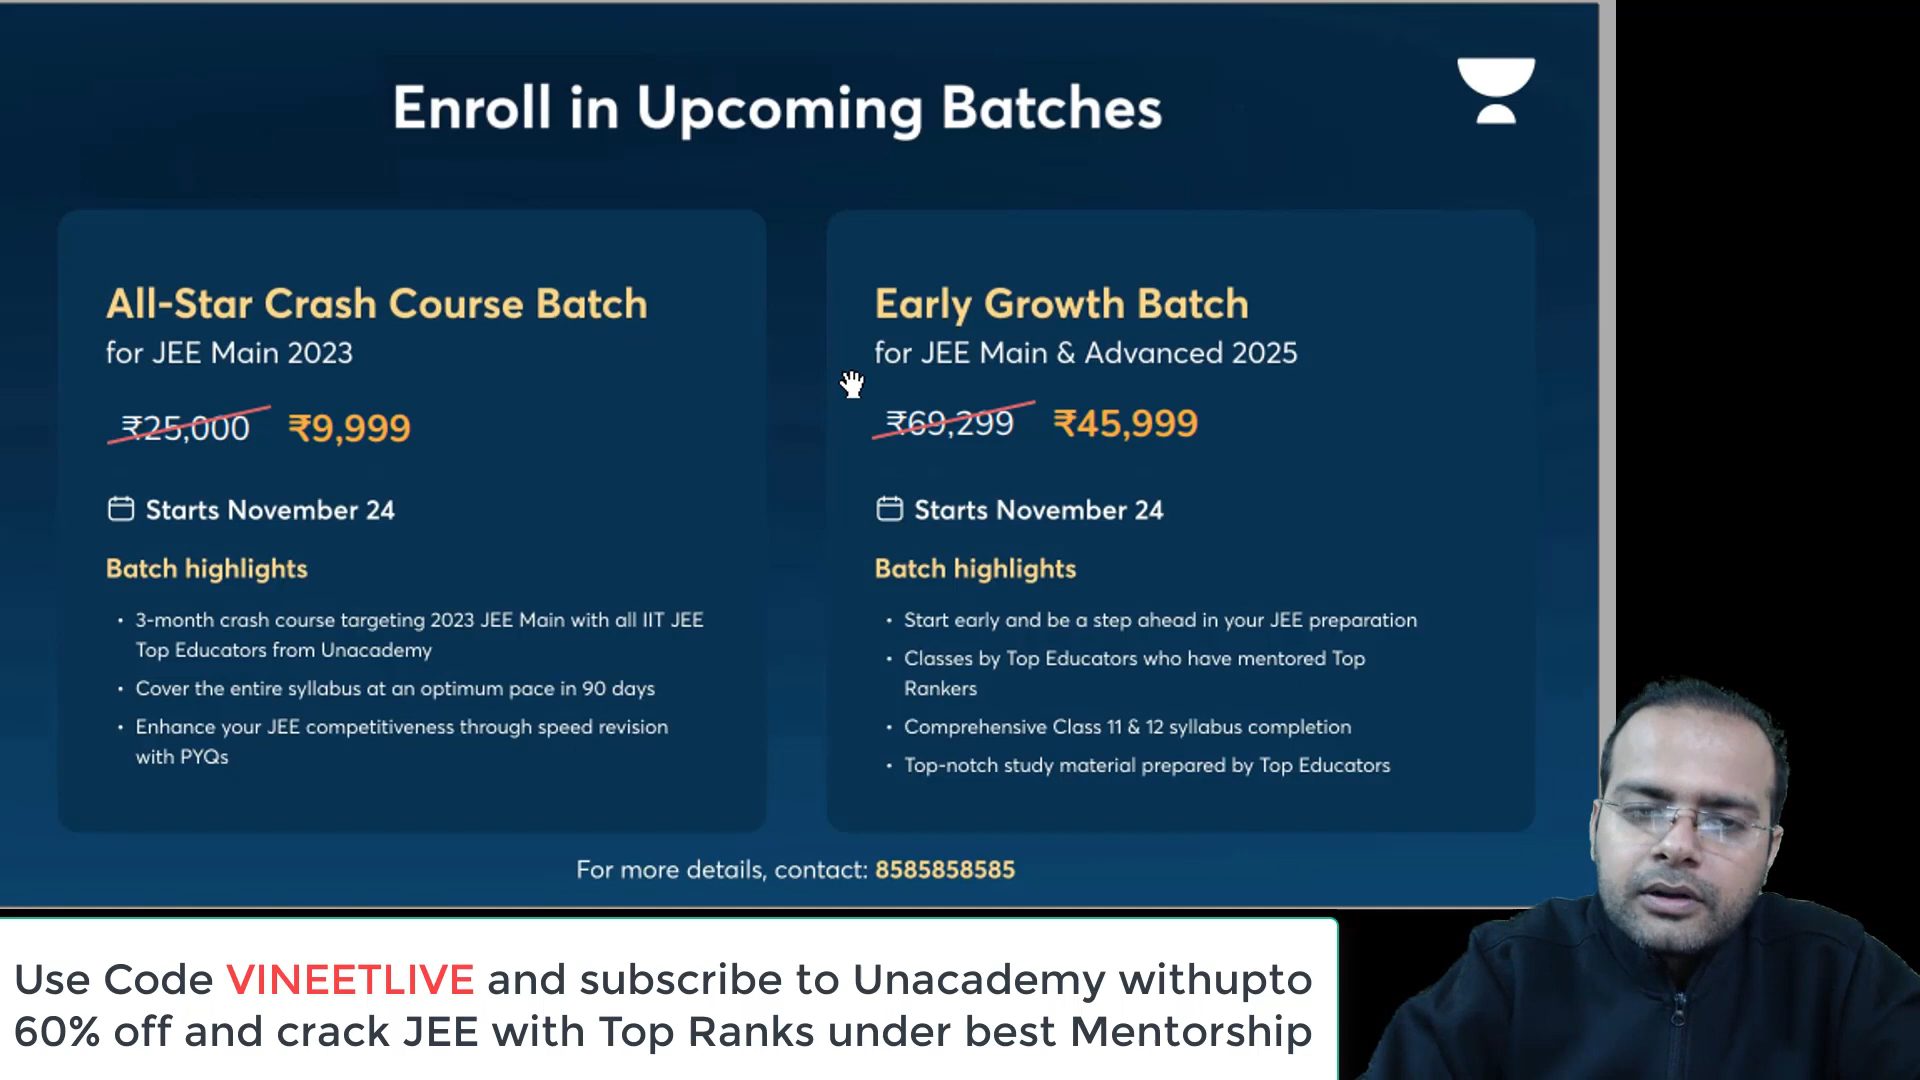 Enroll in Upcoming Batches
All-Star Crash Course Batch
for JEE Main 2023
₹25,000 ₹9,999
Starts November 24
Batch highlights
• 3-month crash course targeting 2023 JEE Main with all IIT JEE
Top Educators from Unacademy
• Cover the entire syllabus at an optimum pace in 90 days
• Enhance your JEE competitiveness through speed revision
with PYQs
Early Growth Batch
for JEE Main & Advanced 2025
₹69,299 ₹45,999
Starts November 24
Batch highlights
• Start early and be a step ahead in your JEE preparation
• Classes by Top Educators who have mentored Top
Rankers
• Comprehensive Class 11 & 12 syllabus completion
• Top-notch study material prepared by Top Educators
For more details, contact: 8585858585
Use Code VINEETLIVE and subscribe to Unacademy withupto
60% off and crack JEE with Top Ranks under best Mentorship